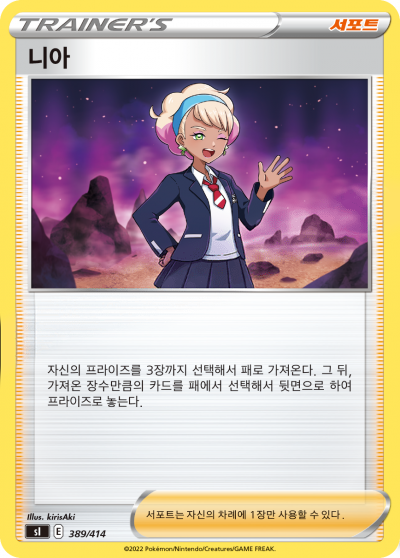 TRAINER'S
서포트
니아
자신의 프라이즈를 3장까지 선택해서 패로 가져온다. 그 뒤,
가져온 장수만큼의 카드를 패에서 선택해서 뒷면으로 하여
프라이즈로 놓는다.
Illus. kirisAki
sI E 389/414
서포트는 자신의 차례에 1장만 사용할 수 있다.
©2022 Pokémon/Nintendo/Creatures/GAME FREAK.